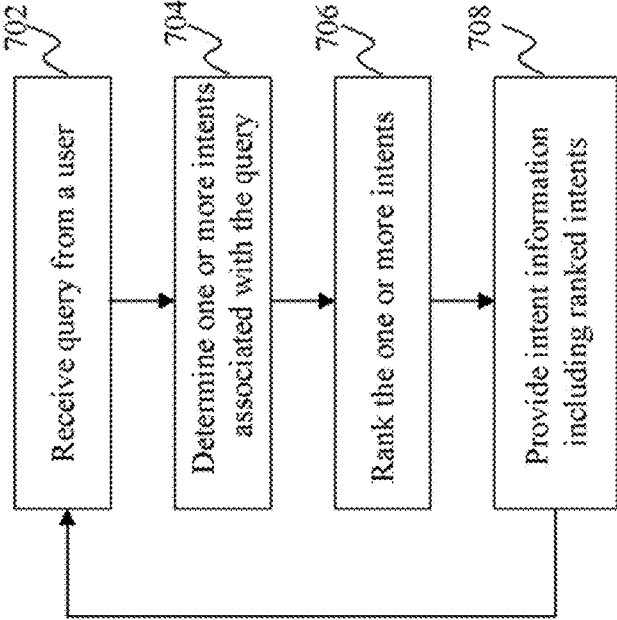 702
Receive query from a user
704
Determine one or more intents
associated with the query
706
Rank the one or more intents
708
Provide intent information
including ranked intents